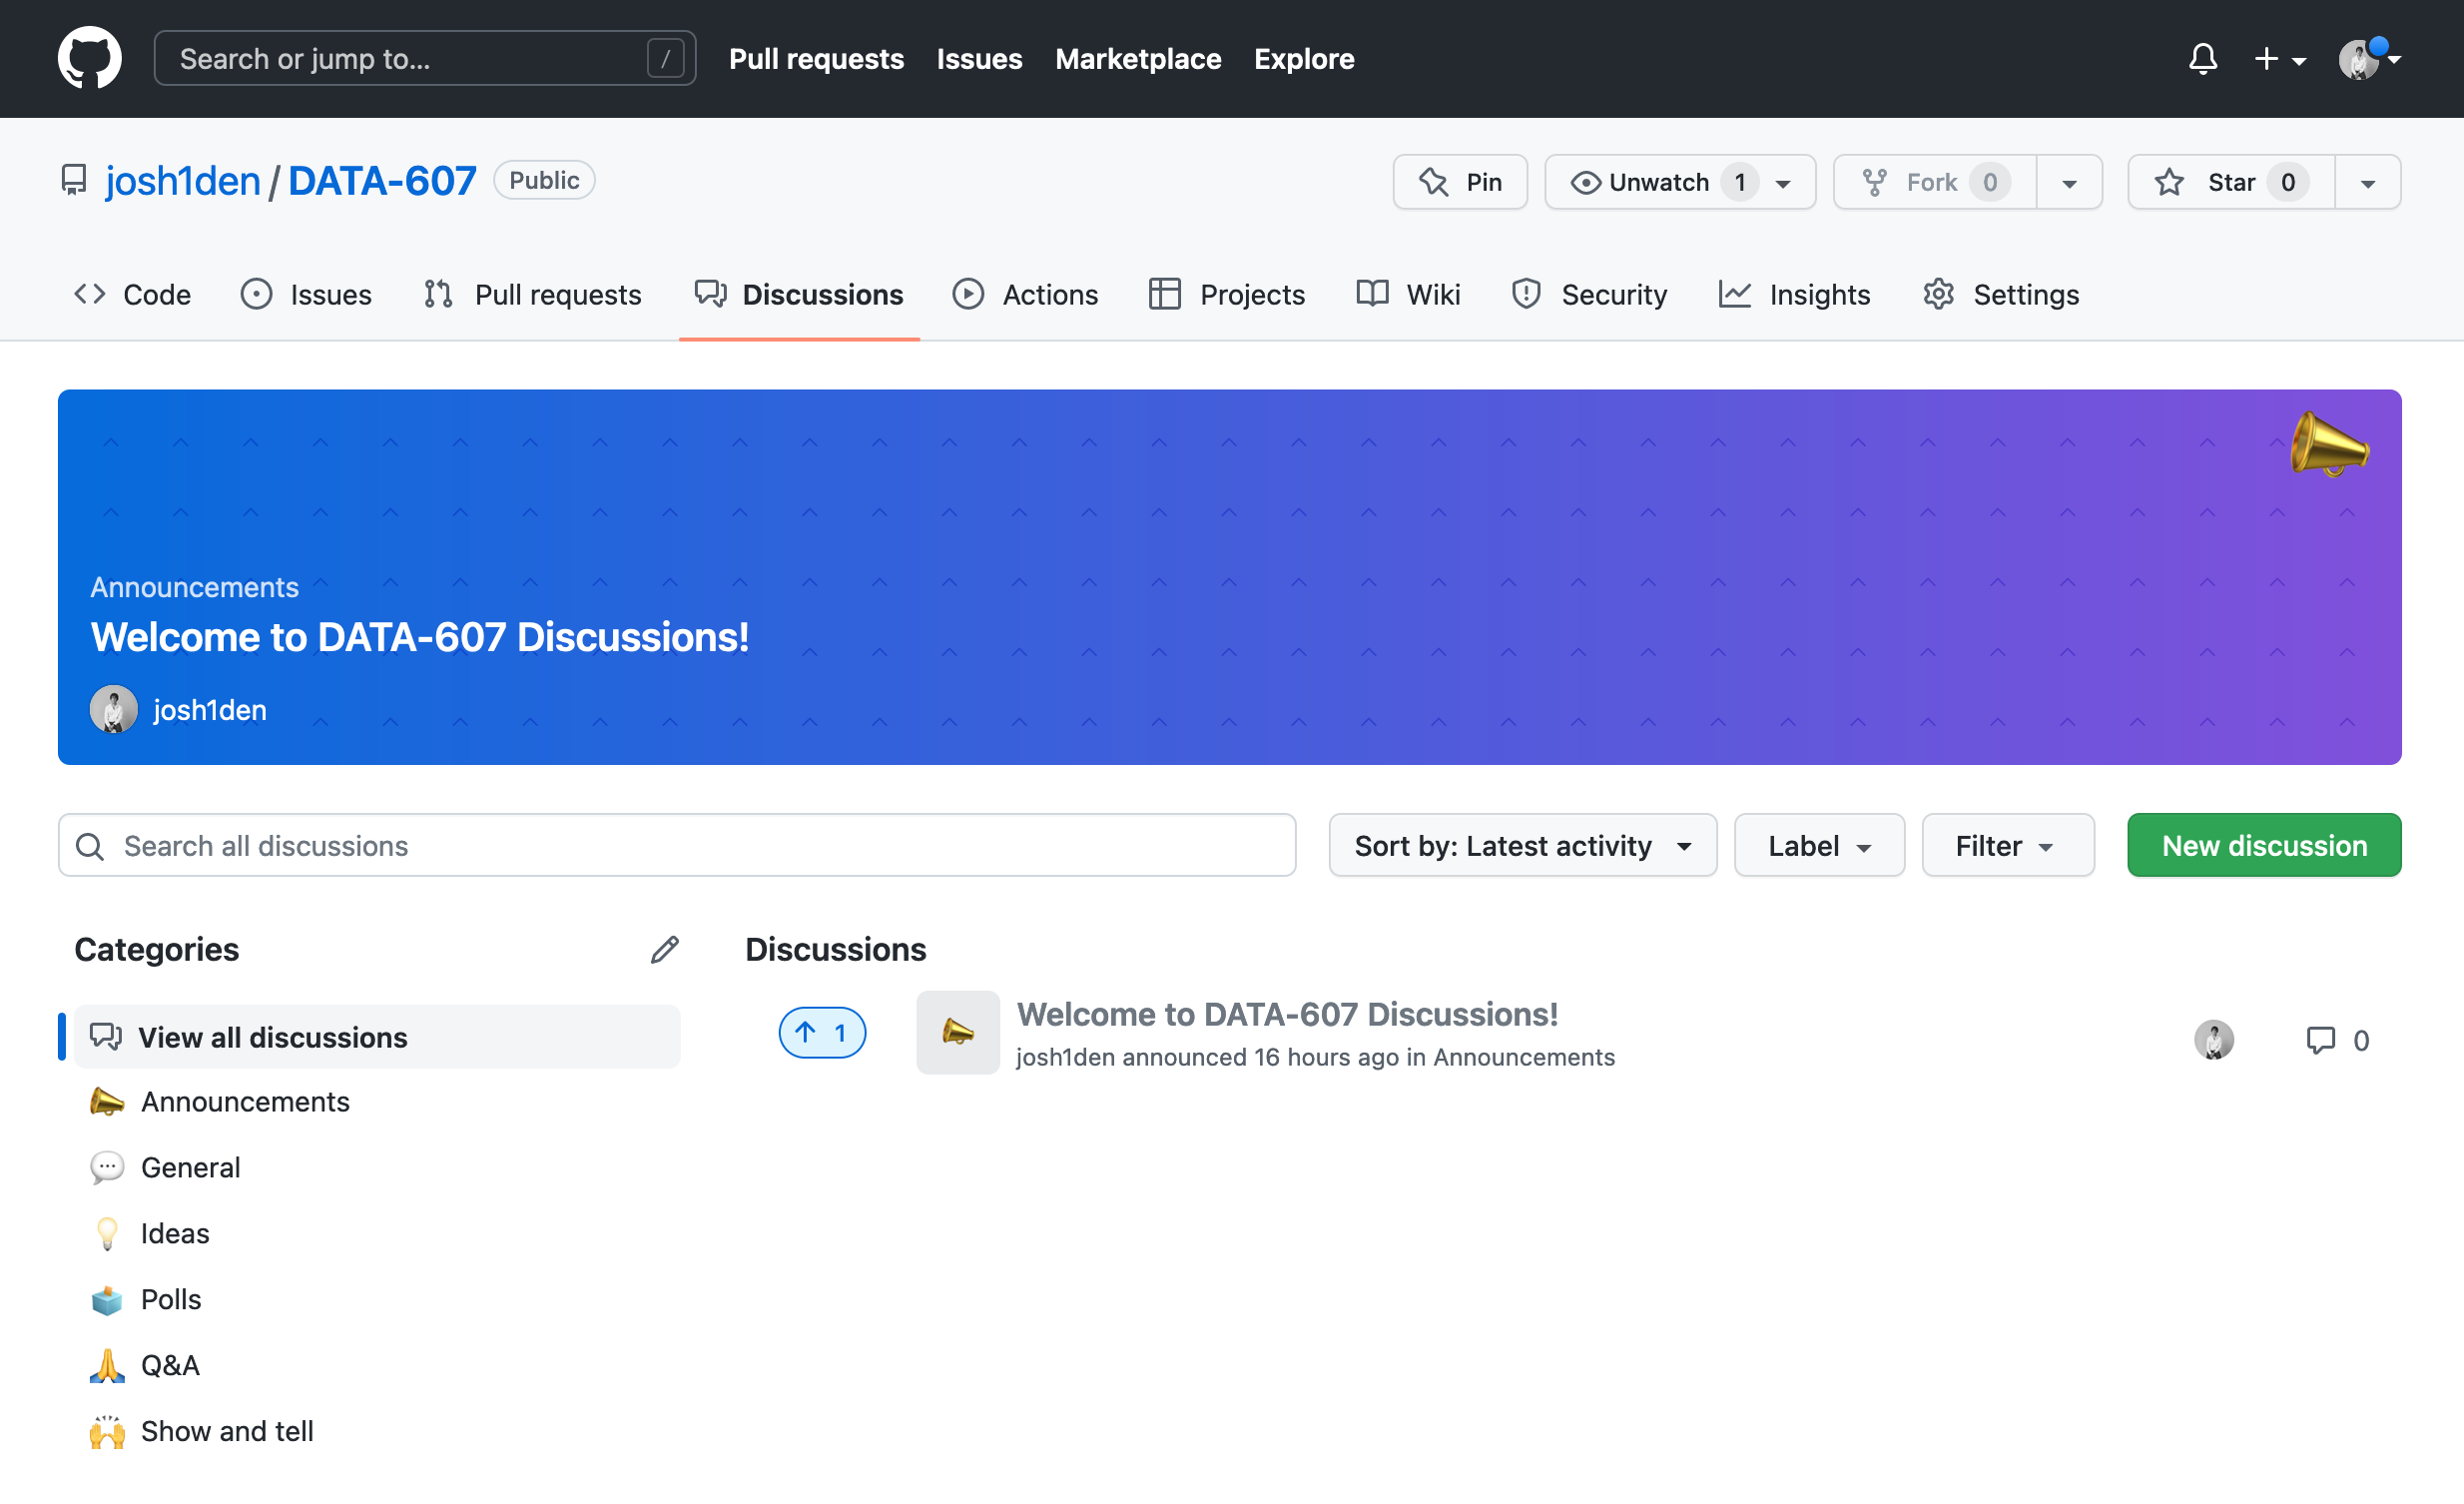 Search or jump to... / Pull requests Issues Marketplace Explore
josh1den / DATA-607 Public Pin Unwatch 1 Fork 0 Star 0
Code Issues Pull requests Discussions Actions Projects Wiki Security Insights Settings
Announcements
Welcome to DATA-607 Discussions!
josh1den
Search all discussions Sort by: Latest activity Label Filter New discussion
Categories
View all discussions
Announcements
General
Ideas
Polls
Q&A
Show and tell
Discussions
1 Welcome to DATA-607 Discussions!
josh1den announced 16 hours ago in Announcements
0